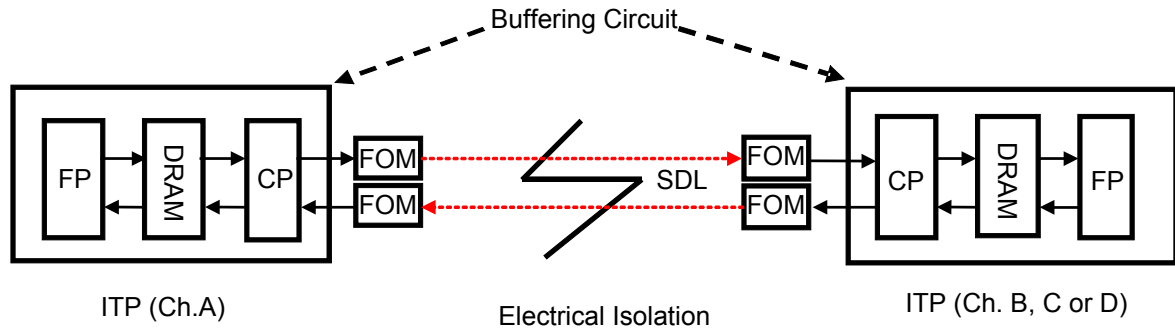 Buffering Circuit
FP
DRAM
CP
FOM
FOM
SDL
FOM
FOM
CP
DRAM
FP
ITP (Ch.A)
Electrical Isolation
ITP (Ch. B, C or D)